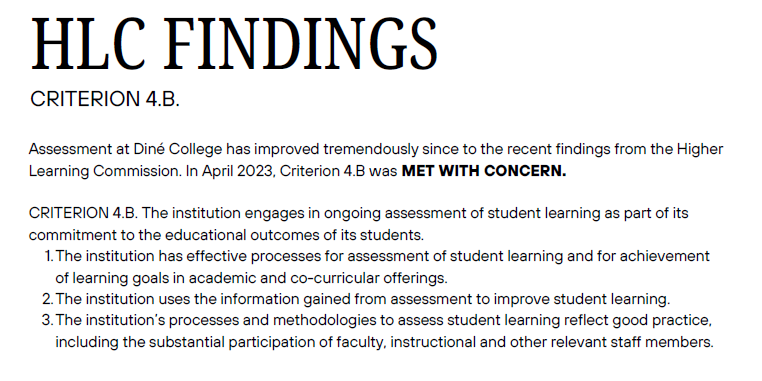 HLC FINDINGS
CRITERION 4.B.
Assessment at Diné College has improved tremendously since to the recent findings from the Higher
Learning Commission. In April 2023, Criterion 4.B was MET WITH CONCERN.
CRITERION 4.B. The institution engages in ongoing assessment of student learning as part of its
commitment to the educational outcomes of its students.
1. The institution has effective processes for assessment of student learning and for achievement
of learning goals in academic and co-curricular offerings.
2. The institution uses the information gained from assessment to improve student learning.
3. The institution's processes and methodologies to assess student learning reflect good practice,
including the substantial participation of faculty, instructional and other relevant staff members.